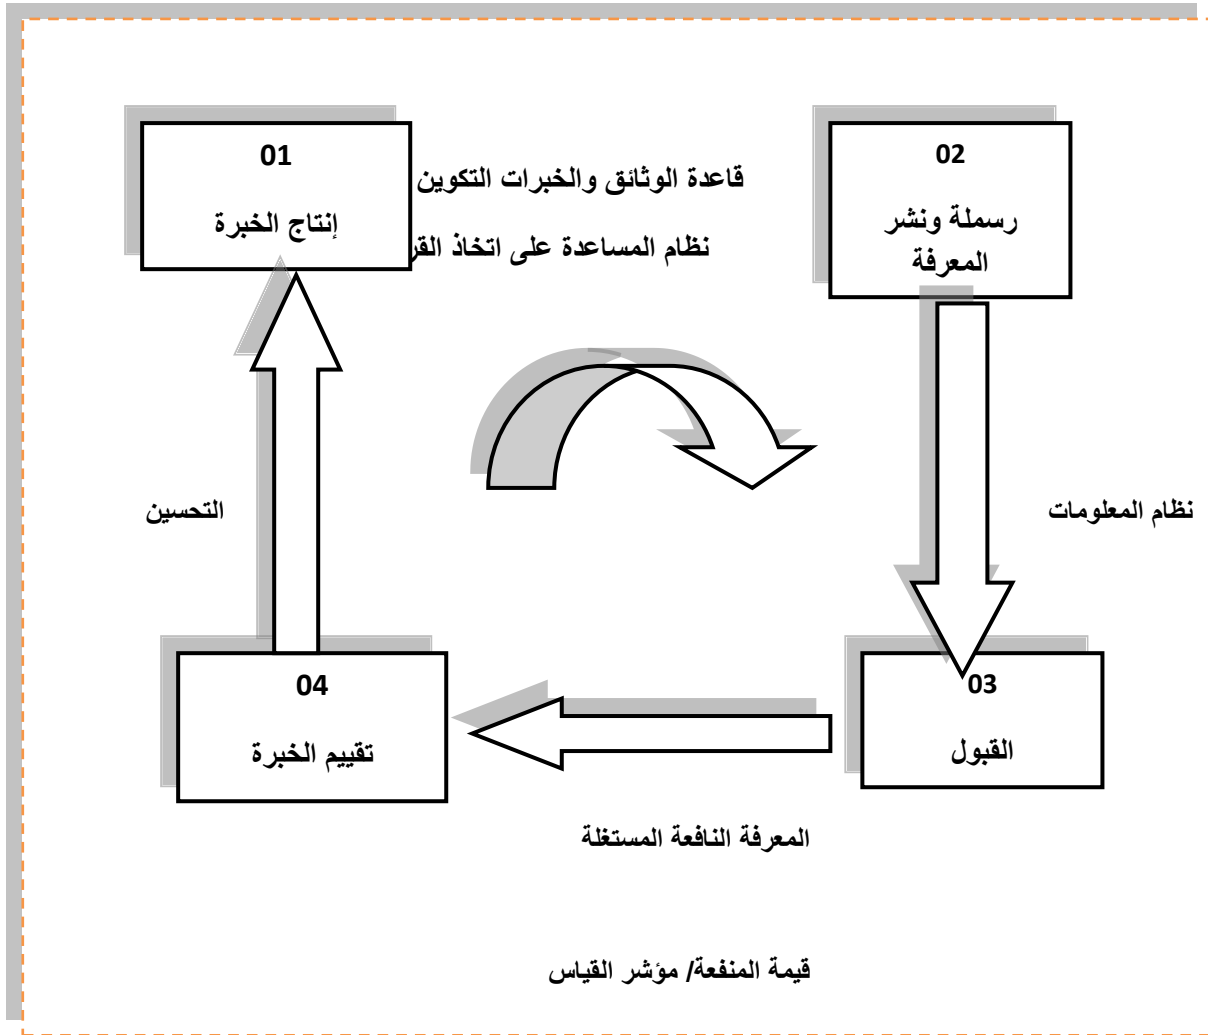 01
إنتاج الخبرة
قاعدة الوثائق والخبرات التكوين
نظام المساعدة على اتخاذ
02
رسملة ونشر
المعرفة
نظام المعلومات
التحسين
03
القبول
04
تقييم الخبرة
المعرفة النافعة المستغلة
قيمة المنفعة/ مؤشر القياس